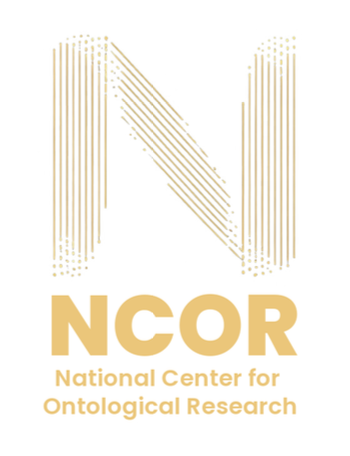 N
NCOR
National Center for
Ontological Research